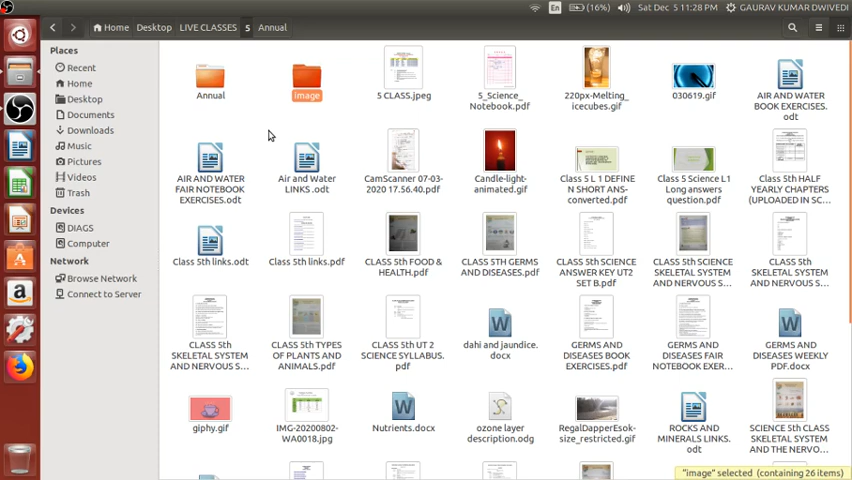 En
(16%)
Sat Dec 5 11:28 PM
GAURAV KUMAR DWIVEDI
Home
Desktop
LIVE CLASSES
5
Annual
Places
Recent
Home
Desktop
Documents
Downloads
Music
Pictures
Videos
Trash
Devices
DIAGS
Computer
Network
Browse Network
Connect to Server
Annual
image
5 CLASS.jpeg
5_Science_
Notebook.pdf
220px-Melting_
icecubes.gif
030619.gif
AIR AND WATER
BOOK EXERCISES.
odt
AIR AND WATER
FAIR NOTEBOOK
EXERCISES.odt
Air and Water
LINKS .odt
CamScanner 07-03-
2020 17.56.40.pdf
Candle-light-
animated.gif
Class 5 L 1 DEFINE
N SHORT ANS-
converted.pdf
Class 5 Science L1
Long answers
question.pdf
Class 5th HALF
YEARLY CHAPTERS
(UPLOADED IN SC...
Class 5th links.odt
Class 5th links.pdf
CLASS 5th FOOD &
HEALTH.pdf
CLASS 5TH GERMS
AND DISEASES.pdf
CLASS 5th SCIENCE
ANSWER KEY UT2
SET B.pdf
CLASS 5th SCIENCE
SKELETAL SYSTEM
AND NERVOUS S...
CLASS 5th
SKELETAL SYSTEM
AND NERVOUS S...
CLASS 5th
SKELETAL SYSTEM
AND NERVOUS S...
CLASS 5th TYPES
OF PLANTS AND
ANIMALS.pdf
CLASS 5th UT 2
SCIENCE SYLLABUS.
pdf
dahi and jaundice.
docx
GERMS AND
DISEASES BOOK
EXERCISES.pdf
GERMS AND
DISEASES FAIR
NOTEBOOK EXER...
GERMS AND
DISEASES WEEKLY
PDF.docx
giphy.gif
IMG-20200802-
WA0018.jpg
Nutrients.docx
ozone layer
description.odg
RegalDapperEsok-
size_restricted.gif
ROCKS AND
MINERALS LINKS.
odt
SCIENCE 5th CLASS
SKELETAL SYSTEM
AND THE NERVO...
"image" selected (containing 26 items)